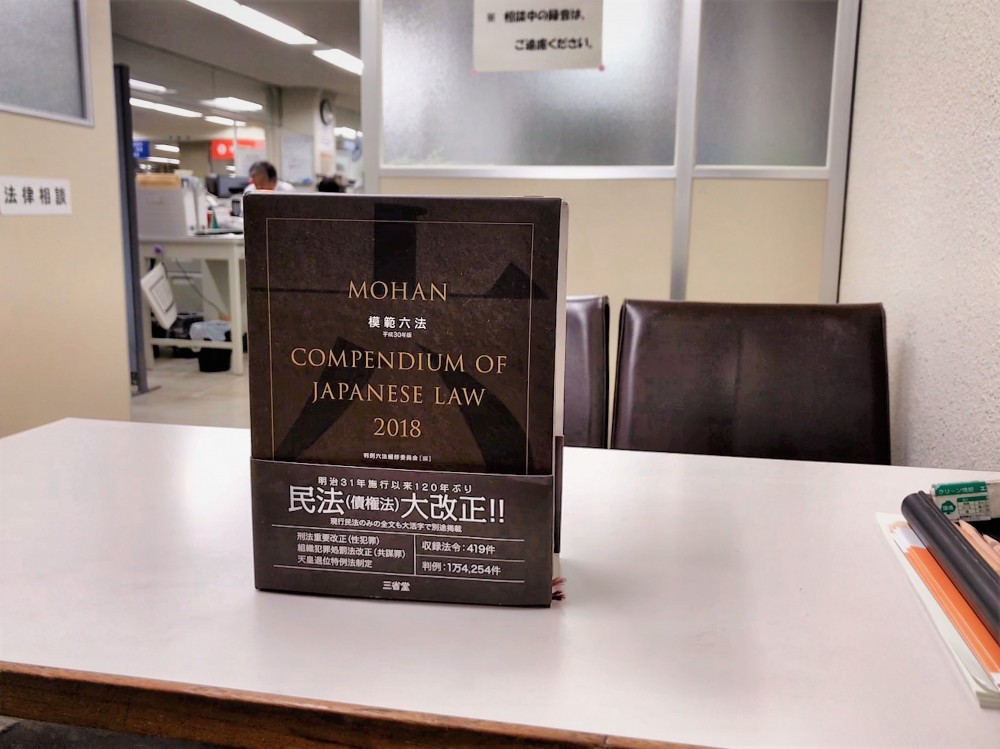 ※ 相談中の録音は、
ご遠慮ください。
法律相談
MOHAN
模範六法
平成30年版
COMPENDIUM OF
JAPANESE LAW
2018
判例六法編修委員会[編]
明治31年施行以来120年ぶり
民法(債権法)大改正!!
現行民法のみの全文も大活字で別途掲載
刑法重要改正(性犯罪)
組織犯罪処罰法改正(共謀罪)
天皇退位特例法制定
収録法令:419件
判例:1万4,254件
三省堂